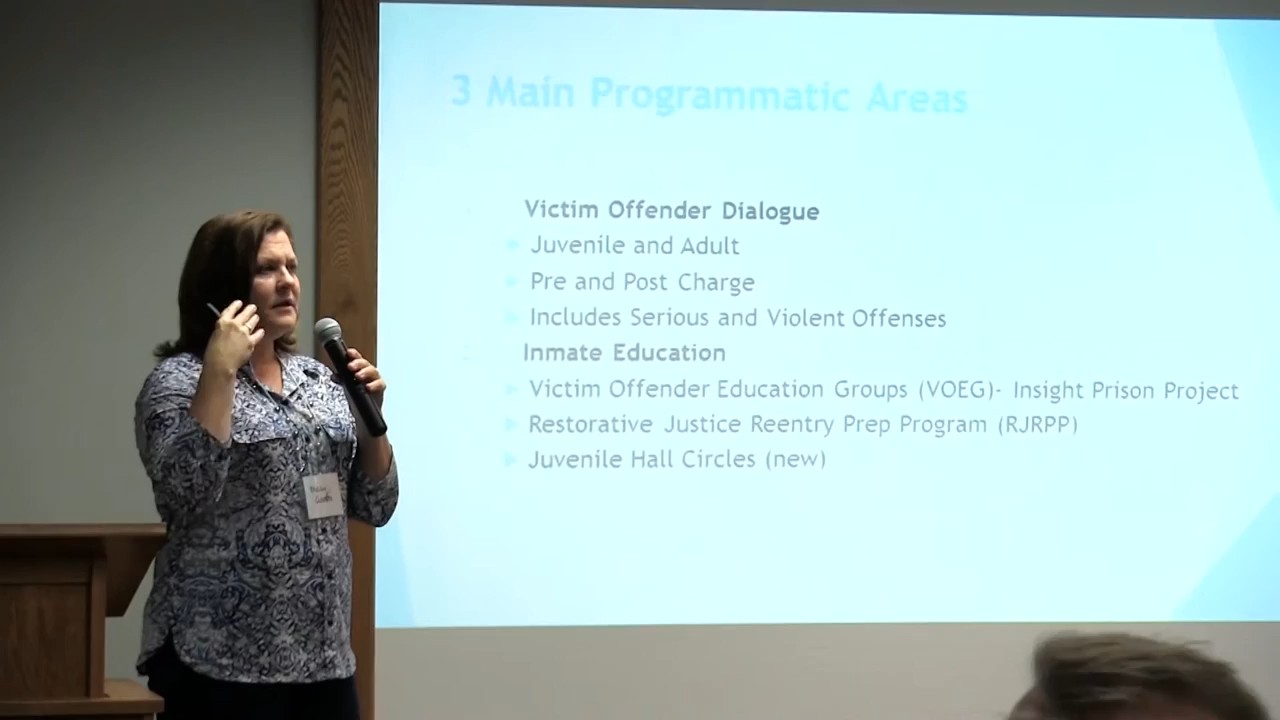 3 Main Programmatic Areas
Victim Offender Dialogue
Juvenile and Adult
Pre and Post Charge
Includes Serious and Violent Offenses
Inmate Education
Victim Offender Education Groups (VOEG)- Insight Prison Project
Restorative Justice Reentry Prep Program (RJRPP)
Juvenile Hall Circles (new)